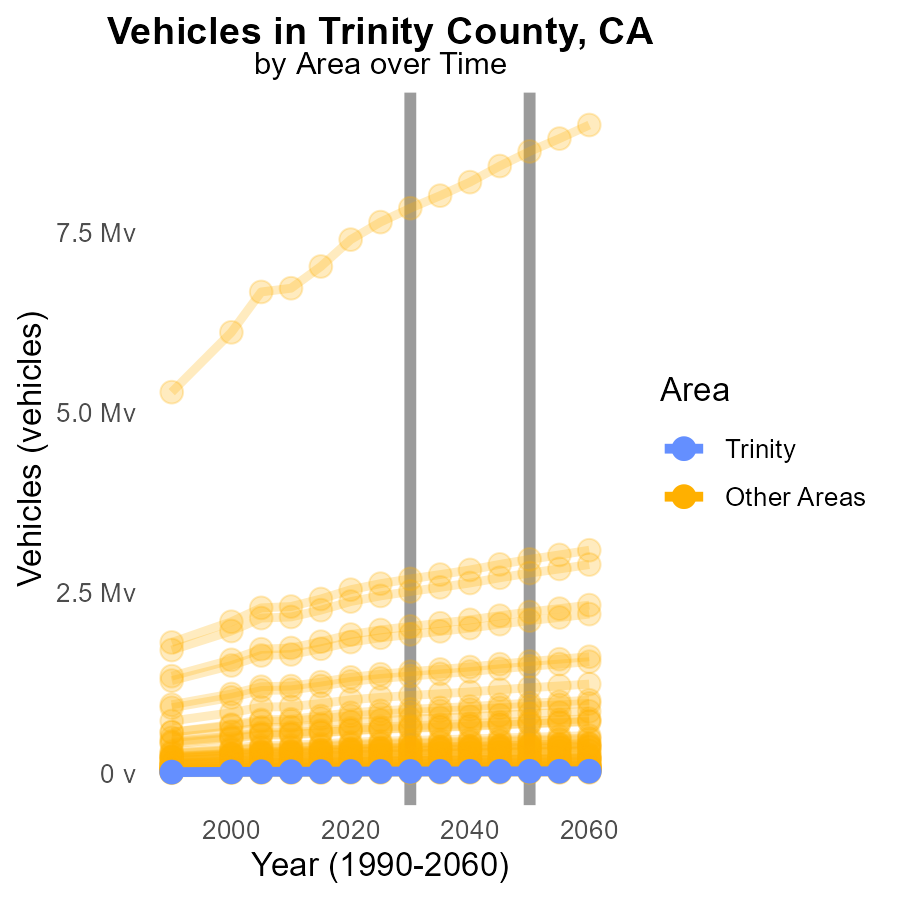 Vehicles in Trinity County, CA
by Area over Time
Vehicles (vehicles)
7.5 Mv
5.0 Mv
2.5 Mv
0 v
2000 2020 2040 2060
Year (1990-2060)
Area
Trinity
Other Areas